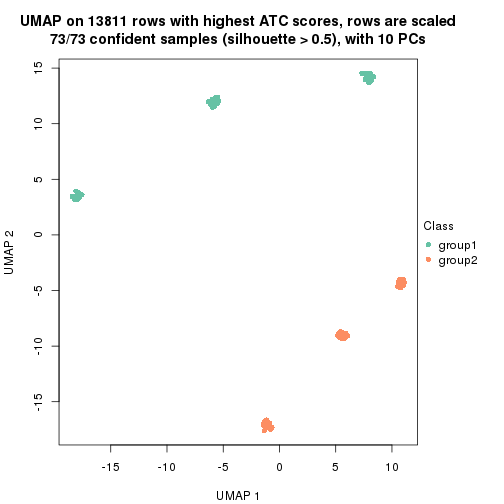 UMAP on 13811 rows with highest ATC scores, rows are scaled
73/73 confident samples (silhouette > 0.5), with 10 PCs
15
10
5
0
-5
-10
-15
UMAP 2
Class
group1
group2
-15 -10 -5 0 5 10
UMAP 1